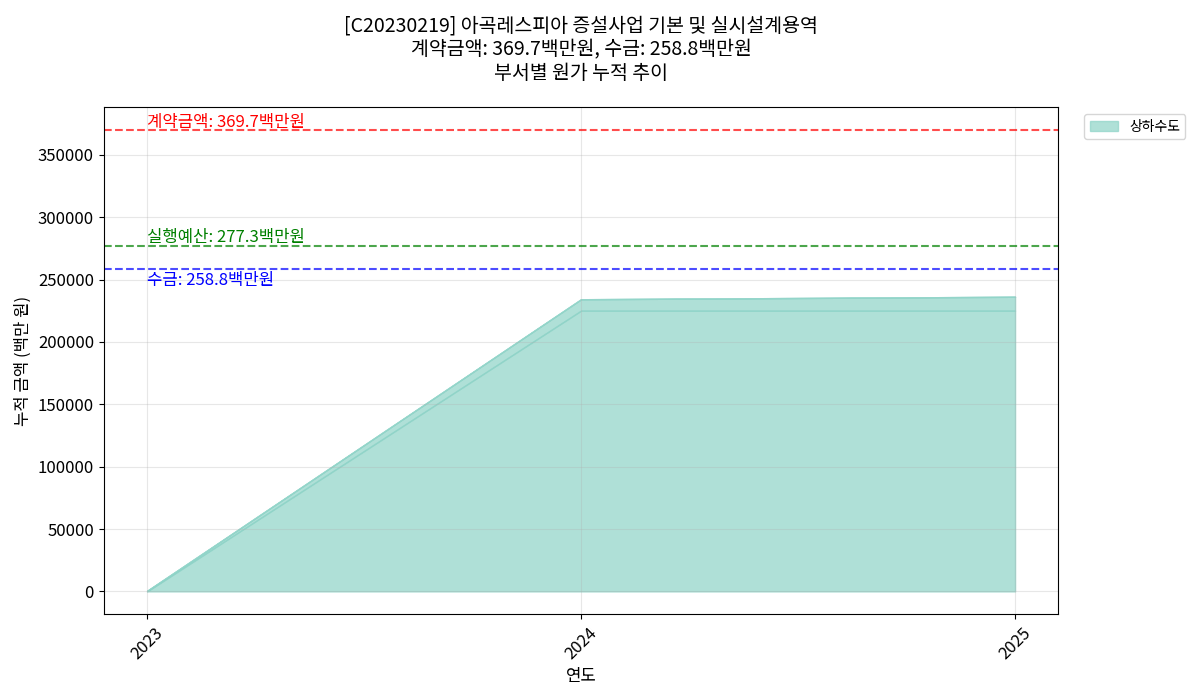 [C20230219] 아곡레스피아 증설사업 기본 및 실시설계용역
계약금액: 369.7백만원, 수금: 258.8백만원
부서별 원가 누적 추이
계약금액: 369.7백만원
상하수도
350000
300000
실행예산: 277.3백만원
수금: 258.8백만원
250000
200000
150000
100000
50000
0
누적 금액 (백만 원)
2023
2024
2025
연도